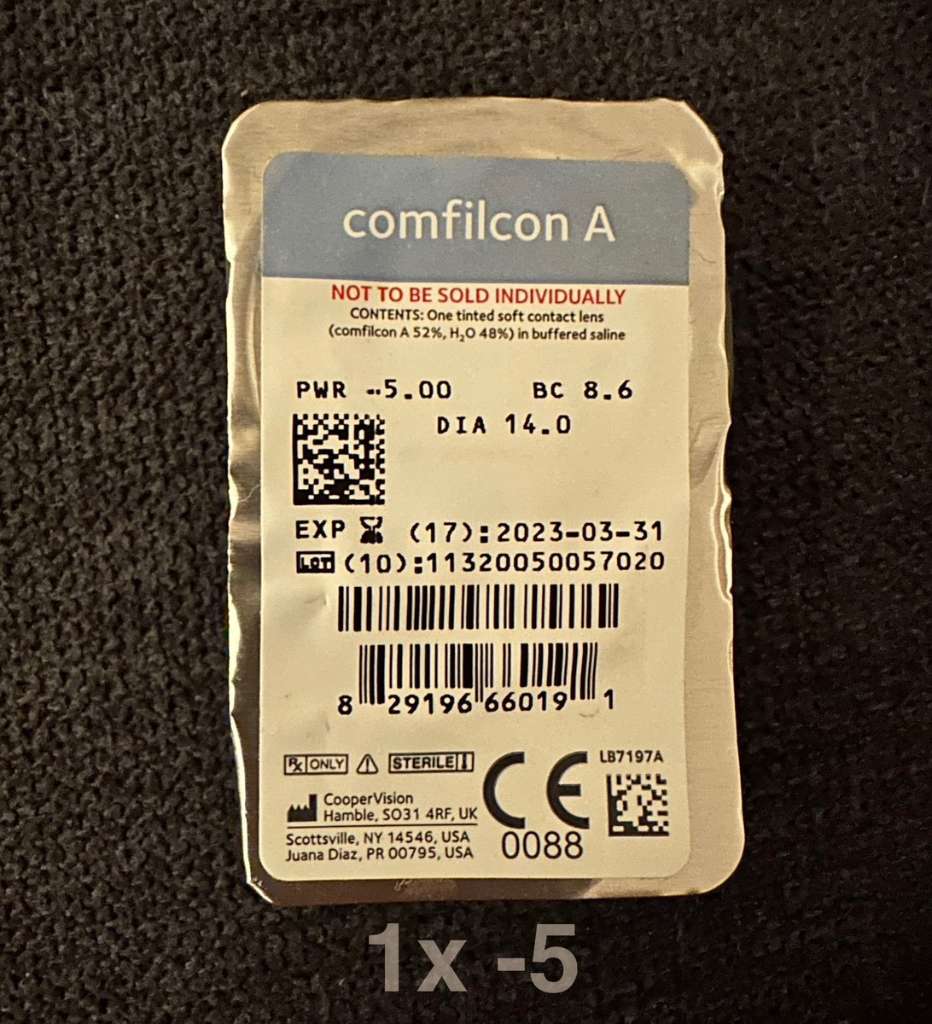 comfilcon A
NOT TO BE SOLD INDIVIDUALLY
CONTENTS: One tinted soft contact lens
(comfilcon A 52%, H₂O 48%) in buffered saline
PWR -5.00 BC 8.6
DIA 14.0
EXP (17):2023-03-31
LOT (10):11320050057020
8 29196 66019 1
Rx ONLY STERILE LB7197A
CooperVision
Hamble, SO31 4RF, UK
Scottsville, NY 14546, USA
Juana Diaz, PR 00795, USA
CE
0088
1x -5